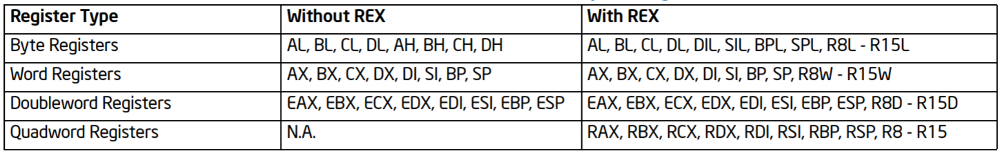 Register Type Without REX With REX
Byte Registers AL, BL, CL, DL, AH, BH, CH, DH AL, BL, CL, DL, DIL, SIL, BPL, SPL, R8L - R15L
Word Registers AX, BX, CX, DX, DI, SI, BP, SP AX, BX, CX, DX, DI, SI, BP, SP, R8W - R15W
Doubleword Registers EAX, EBX, ECX, EDX, EDI, ESI, EBP, ESP EAX, EBX, ECX, EDX, EDI, ESI, EBP, ESP, R8D - R15D
Quadword Registers N.A. RAX, RBX, RCX, RDX, RDI, RSI, RBP, RSP, R8 - R15